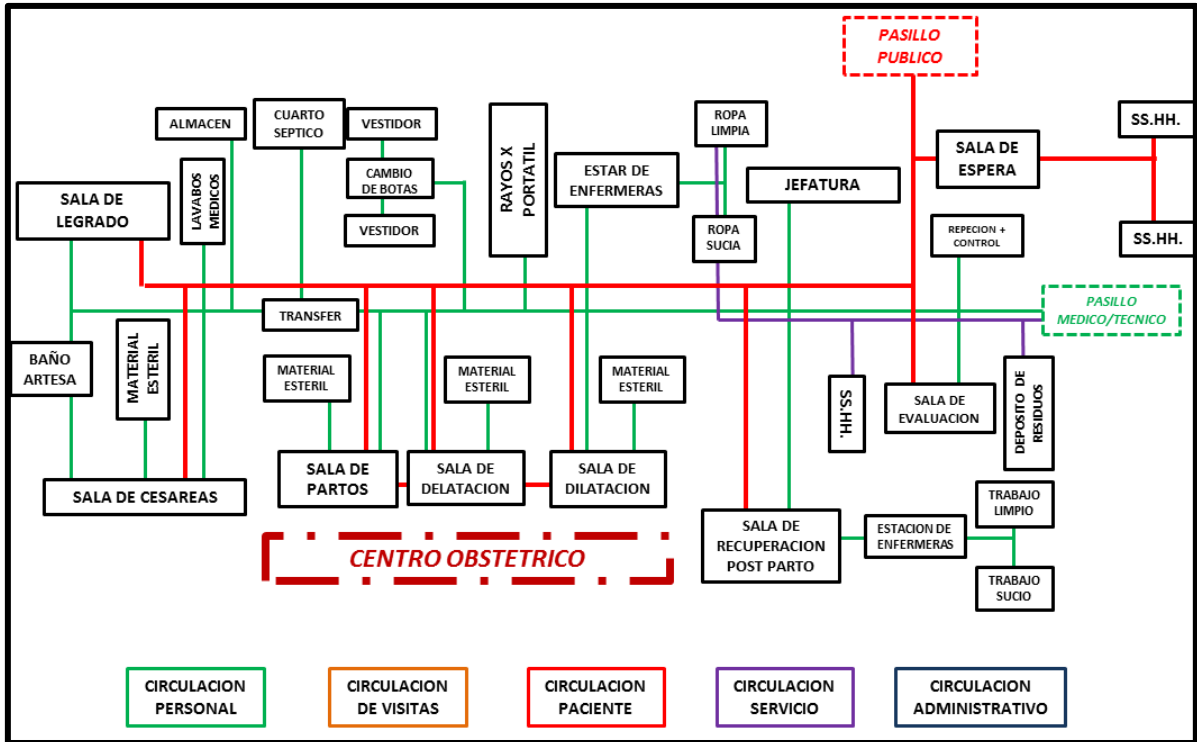 PASILLO
PUBLICO
ALMACEN
CUARTO
SEPTICO
VESTIDOR
ROPA
LIMPIA
SS.HH.
SALA DE
ESPERA
SALA DE
LEGRADO
LAVABOS
MEDICOS
CAMBIO
DE BOTAS
RAYOS X
PORTATIL
ESTAR DE
ENFERMERAS
JEFATURA
VESTIDOR
ROPA
SUCIA
REPECION +
CONTROL
SS.HH.
TRANSFER
PASILLO
MEDICO/TECNICO
BAÑO
ARTESA
MATERIAL
ESTERIL
MATERIAL
ESTERIL
MATERIAL
ESTERIL
MATERIAL
ESTERIL
SS.HH.
SALA DE
EVALUACION
DEPOSITO DE
RESIDUOS
SALA DE CESAREAS
SALA DE
PARTOS
SALA DE
DELATACION
SALA DE
DILATACION
SALA DE
RECUPERACION
POST PARTO
ESTACION DE
ENFERMERAS
TRABAJO
LIMPIO
TRABAJO
SUCIO
CENTRO OBSTETRICO
CIRCULACION
PERSONAL
CIRCULACION
DE VISITAS
CIRCULACION
PACIENTE
CIRCULACION
SERVICIO
CIRCULACION
ADMINISTRATIVO